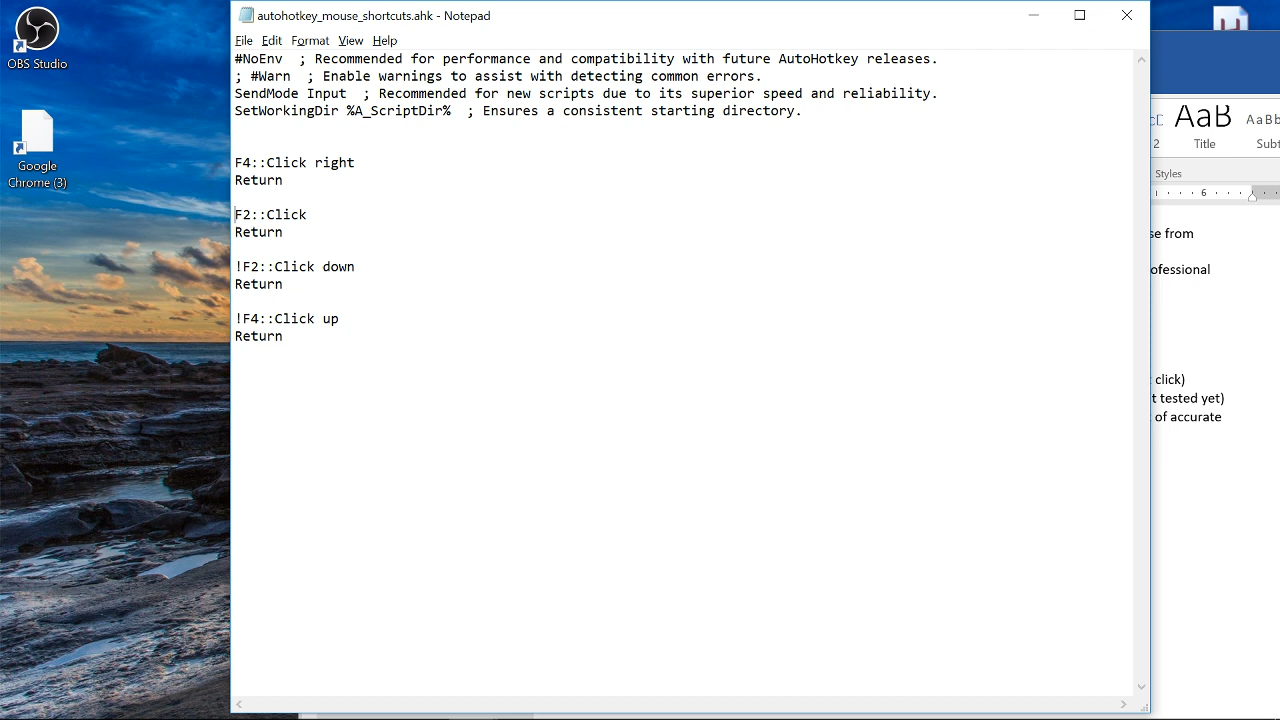 OBS Studio
Google
Chrome (3)
autohotkey_mouse_shortcuts.ahk - Notepad
File Edit Format View Help
#NoEnv  ; Recommended for performance and compatibility with future AutoHotkey releases.
; #Warn  ; Enable warnings to assist with detecting common errors.
SendMode Input  ; Recommended for new scripts due to its superior speed and reliability.
SetWorkingDir %A_ScriptDir%  ; Ensures a consistent starting directory.
F4::Click right
Return
F2::Click
Return
!F2::Click down
Return
!F4::Click up
Return
AaB AaBb
2 Title Subt
Styles
6
se from
ofessional
click)
t tested yet)
of accurate